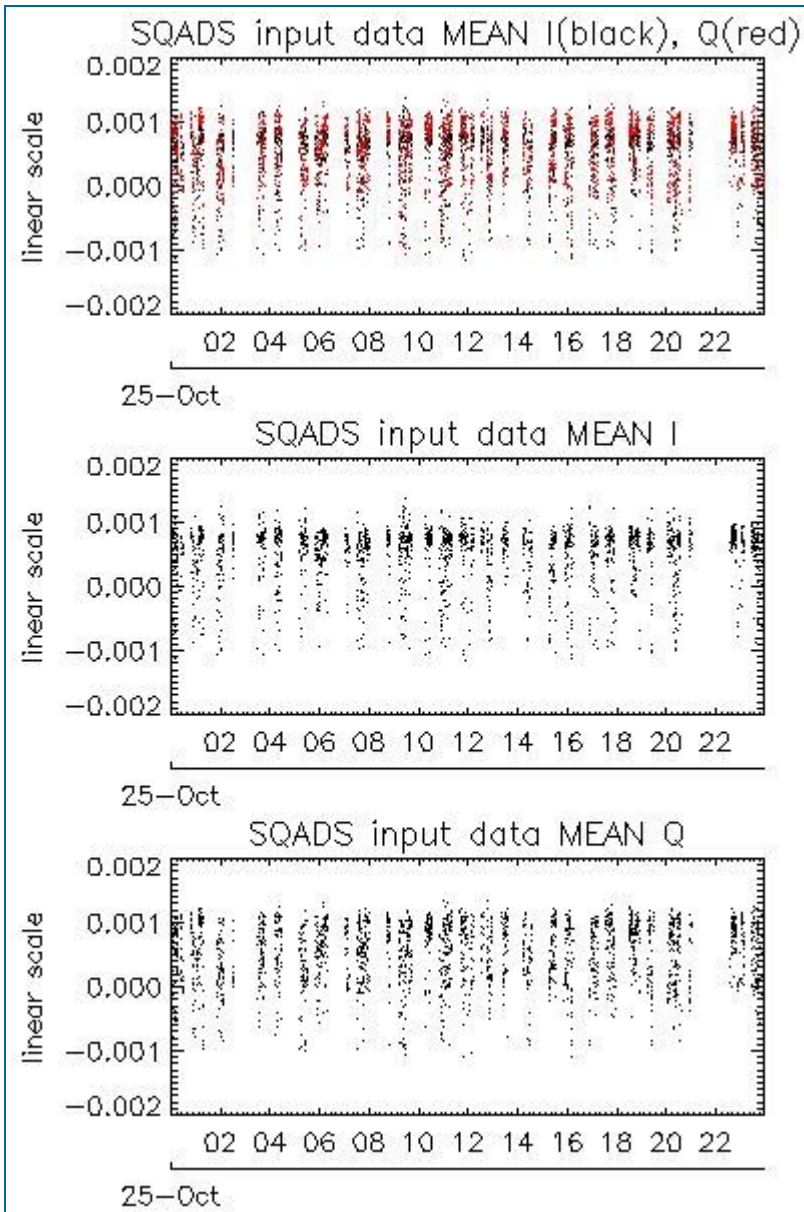 SQADS input data MEAN I(black), Q(red)
0.002
0.001
0.000
-0.001
-0.002
linear scale
02 04 06 08 10 12 14 16 18 20 22
25-Oct
SQADS input data MEAN I
0.002
0.001
0.000
-0.001
-0.002
linear scale
02 04 06 08 10 12 14 16 18 20 22
25-Oct
SQADS input data MEAN Q
0.002
0.001
0.000
-0.001
-0.002
linear scale
02 04 06 08 10 12 14 16 18 20 22
25-Oct